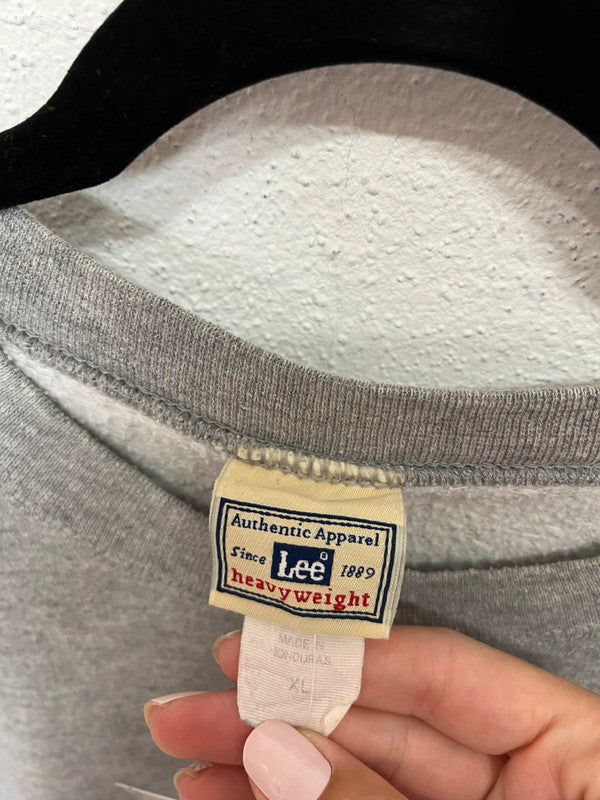 Authentic Apparel
Since Lee® 1889
heavyweight
MADE IN
HONDURAS
XL